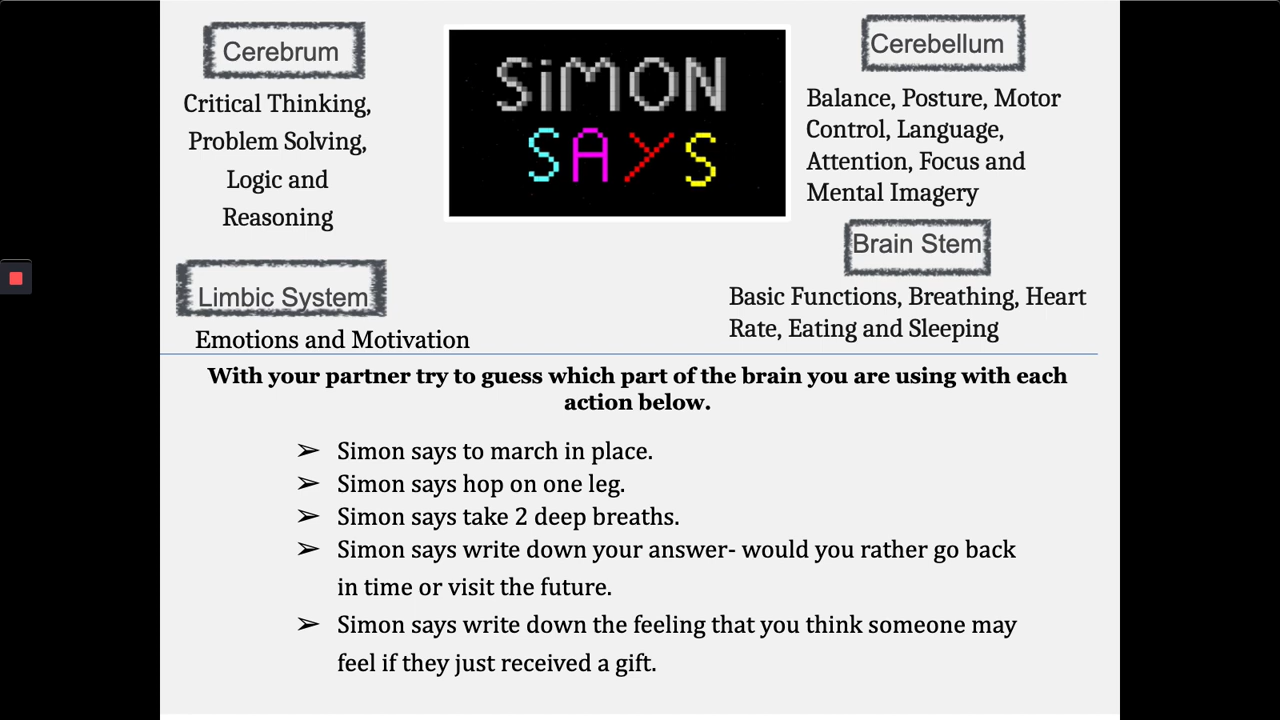 Cerebrum
Critical Thinking,
Problem Solving,
Logic and
Reasoning
Limbic System
Emotions and Motivation
SiMON
SAYS
Cerebellum
Balance, Posture, Motor
Control, Language,
Attention, Focus and
Mental Imagery
Brain Stem
Basic Functions, Breathing, Heart
Rate, Eating and Sleeping
With your partner try to guess which part of the brain you are using with each
action below.
➢ Simon says to march in place.
➢ Simon says hop on one leg.
➢ Simon says take 2 deep breaths.
➢ Simon says write down your answer- would you rather go back
in time or visit the future.
➢ Simon says write down the feeling that you think someone may
feel if they just received a gift.